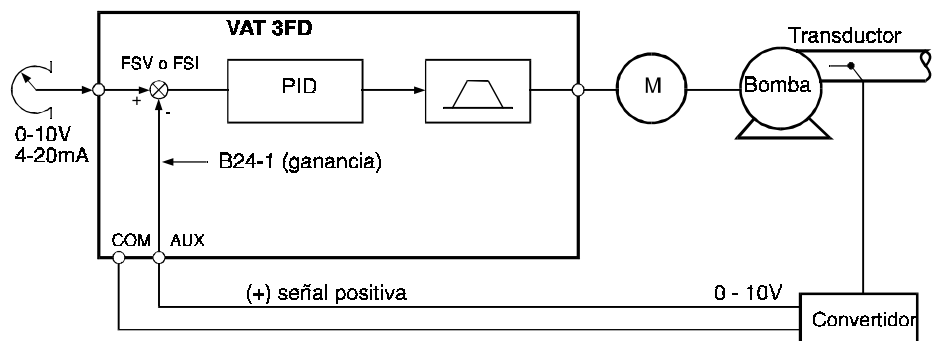 VAT 3FD
Transductor
FSV o FSI
PID
M
Bomba
+
-
0-10V
4-20mA
B24-1 (ganancia)
COM
AUX
(+) señal positiva
0 - 10V
Convertidor